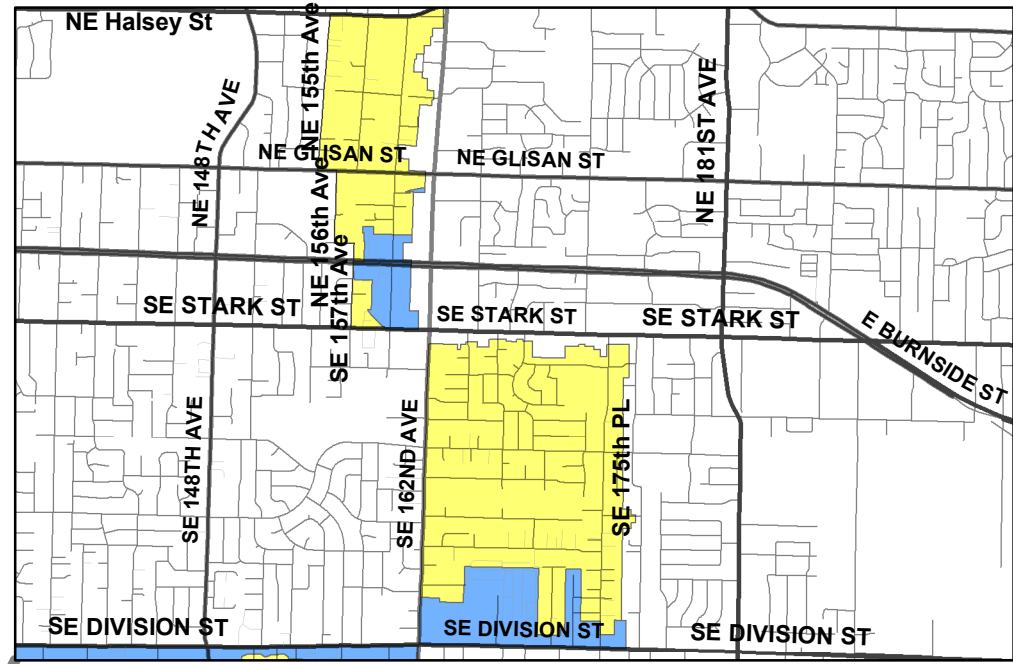 NE Halsey St
NE 155th Ave
NE 148TH AVE
NE 181ST AVE
NE GLISAN ST
NE GLISAN ST
NE 156th Ave
SE 157th Ave
SE STARK ST
SE STARK ST
SE STARK ST
E BURNSIDE ST
SE 148TH AVE
SE 162ND AVE
SE 175th PL
SE DIVISION ST
SE DIVISION ST
SE DIVISION ST